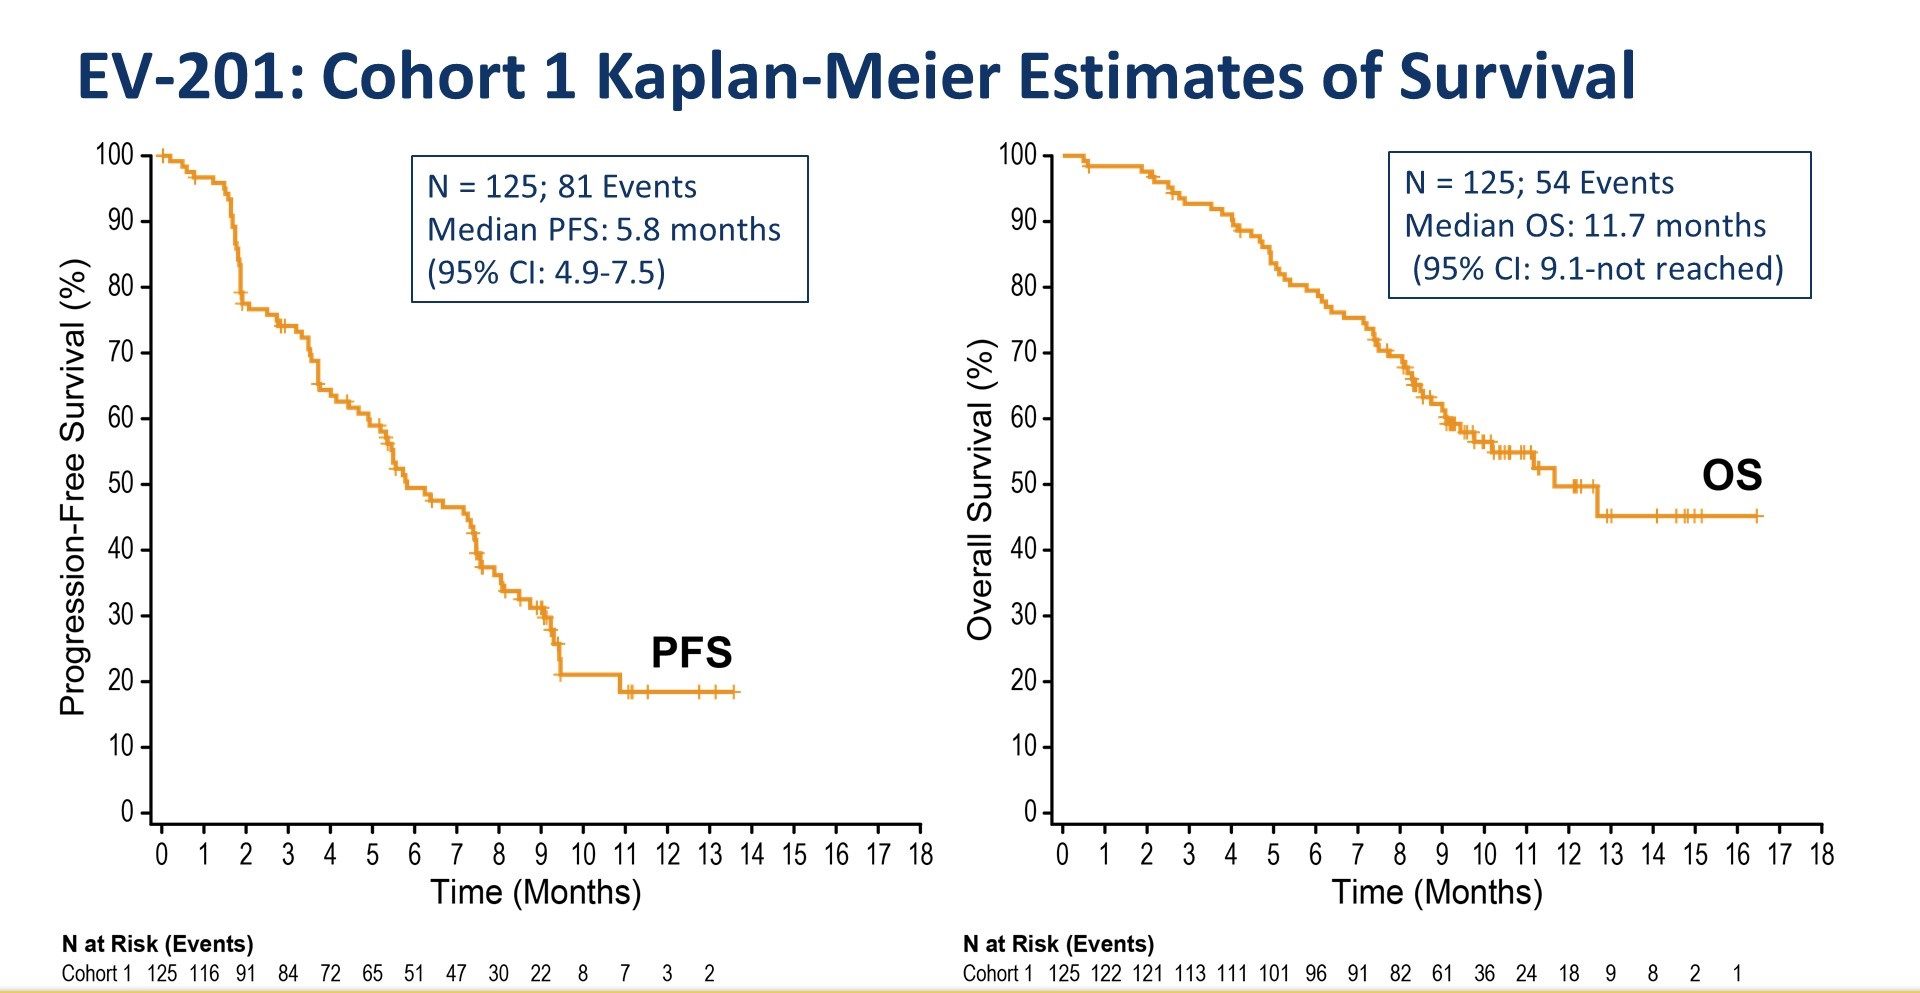 EV-201: Cohort 1 Kaplan-Meier Estimates of Survival
Progression-Free Survival (%)
100
90
80
70
60
50
40
30
20
10
0
N = 125; 81 Events
Median PFS: 5.8 months
(95% CI: 4.9-7.5)
PFS
0 1 2 3 4 5 6 7 8 9 10 11 12 13 14 15 16 17 18
Time (Months)
N at Risk (Events)
Cohort 1 125 116 91 84 72 65 51 47 30 22 8 7 3 2
Overall Survival (%)
100
90
80
70
60
50
40
30
20
10
0
N = 125; 54 Events
Median OS: 11.7 months
(95% CI: 9.1-not reached)
OS
0 1 2 3 4 5 6 7 8 9 10 11 12 13 14 15 16 17 18
Time (Months)
N at Risk (Events)
Cohort 1 125 122 121 113 111 101 96 91 82 61 36 24 18 9 8 2 1